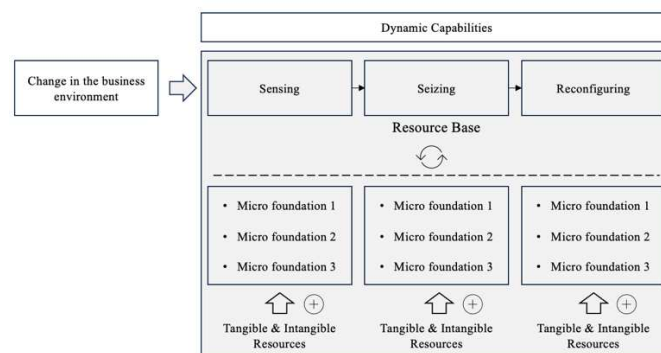 Dynamic Capabilities
Change in the business
environment
Sensing
Seizing
Reconfiguring
Resource Base
• Micro foundation 1
• Micro foundation 2
• Micro foundation 3
• Micro foundation 1
• Micro foundation 2
• Micro foundation 3
• Micro foundation 1
• Micro foundation 2
• Micro foundation 3
Tangible & Intangible
Resources
Tangible & Intangible
Resources
Tangible & Intangible
Resources